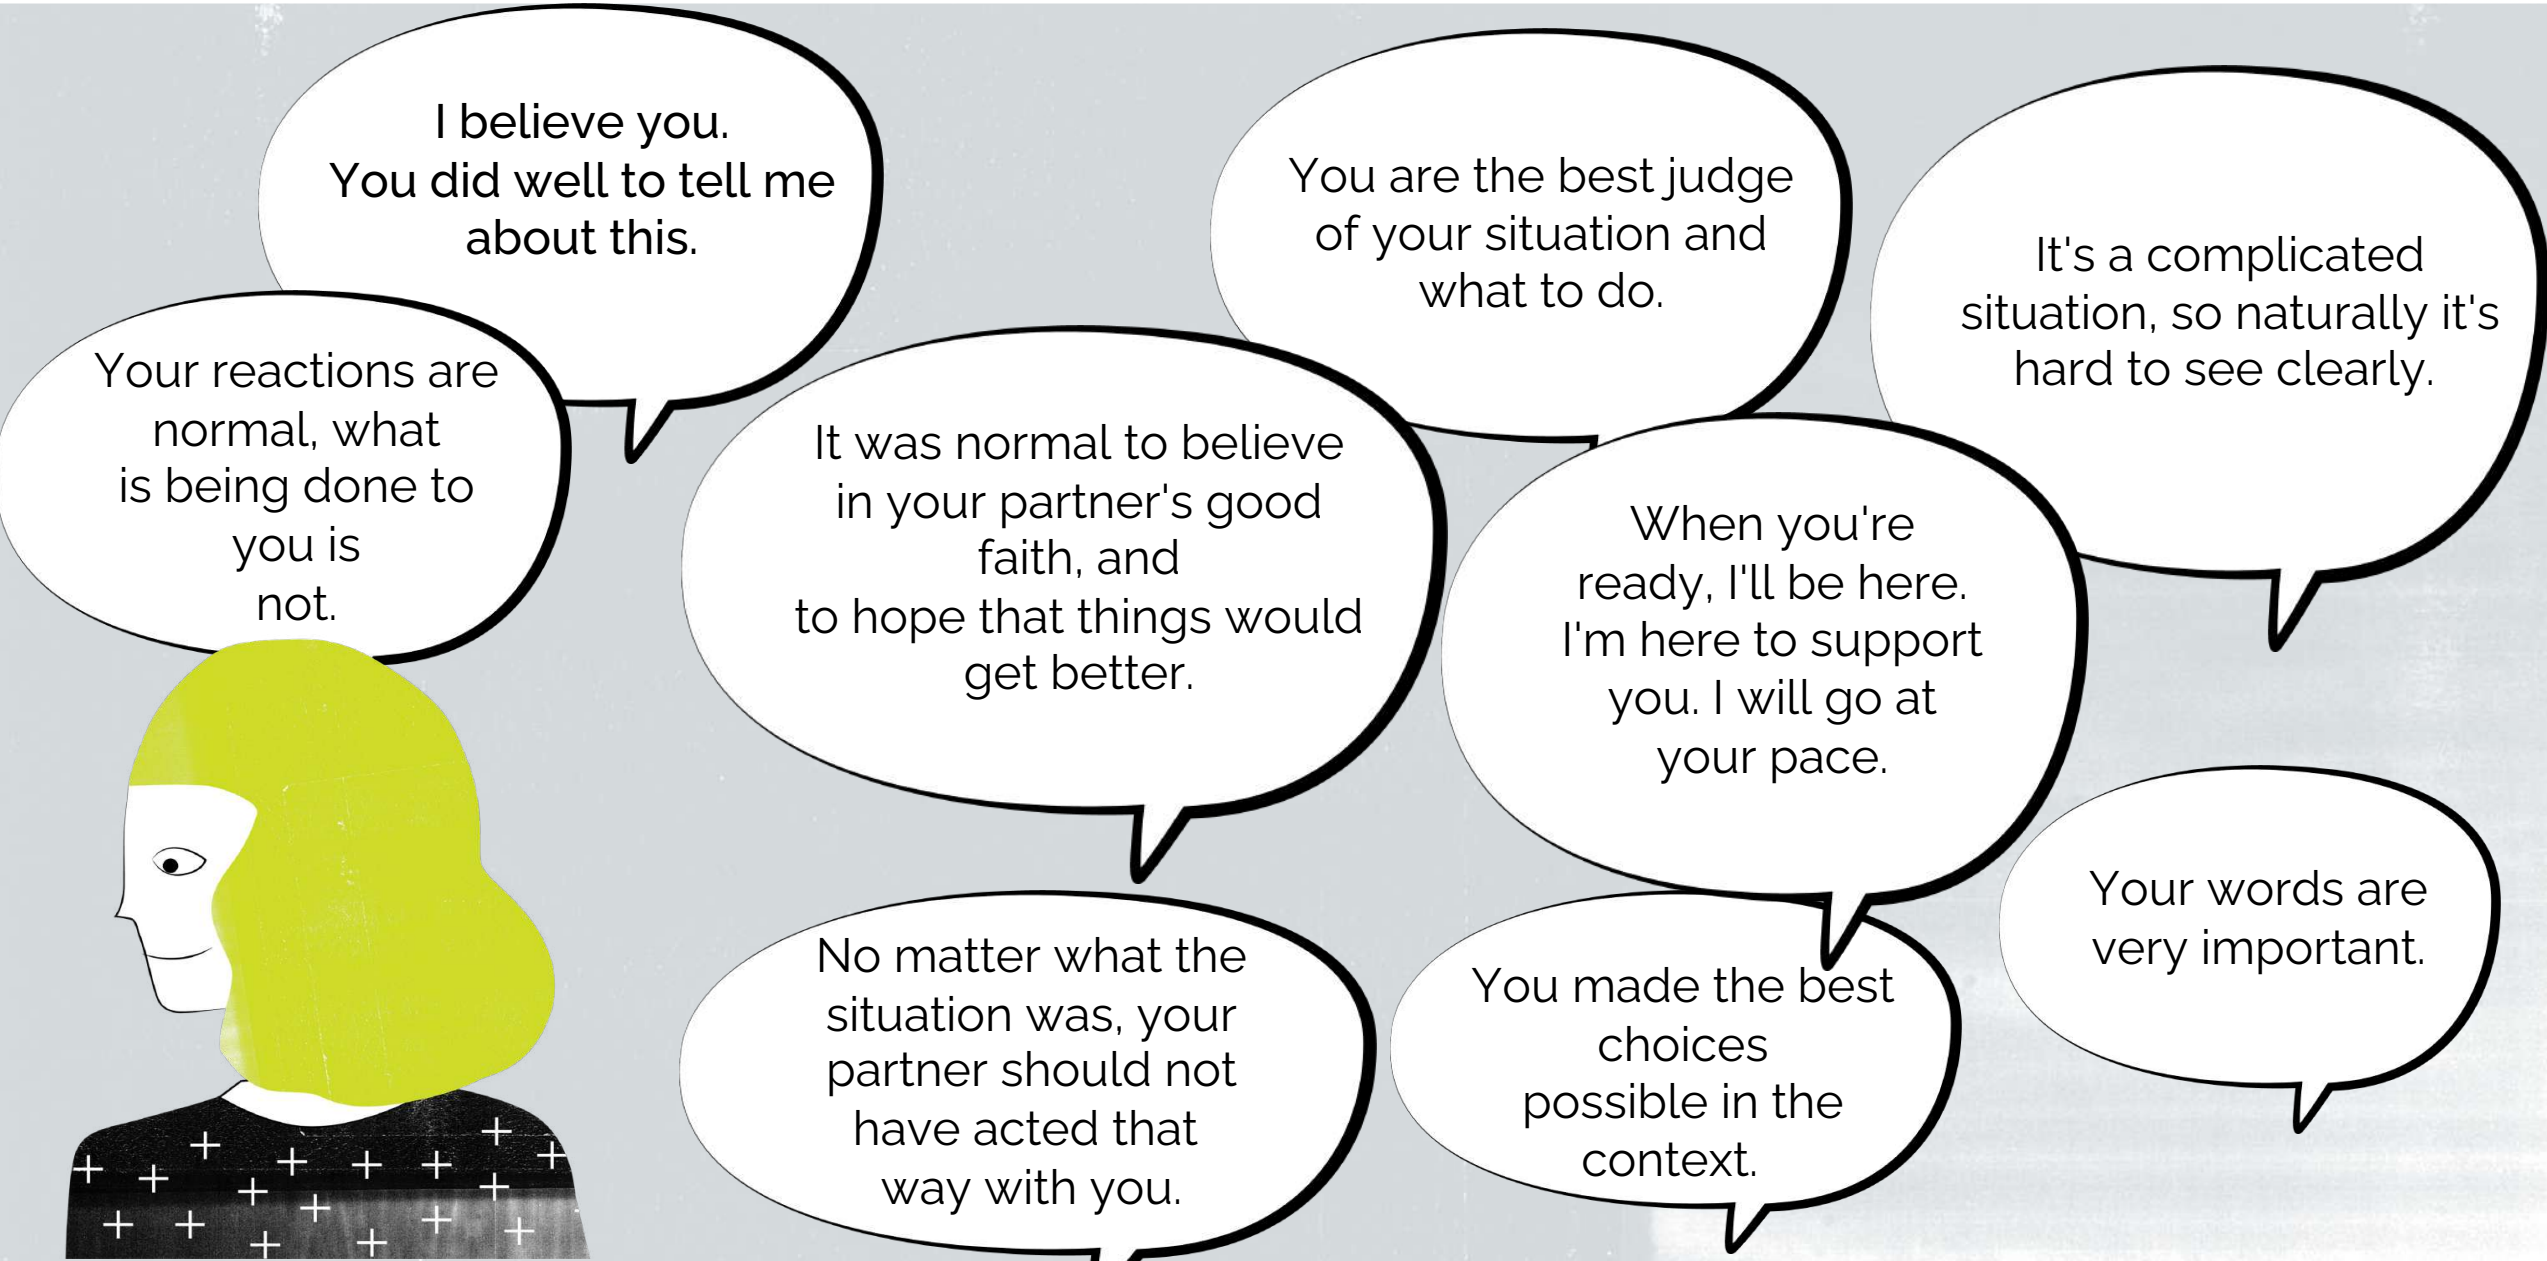 I believe you.
You did well to tell me
about this.
Your reactions are
normal, what
is being done to
you is
not.
You are the best judge
of your situation and
what to do.
It's a complicated
situation, so naturally it's
hard to see clearly.
It was normal to believe
in your partner's good
faith, and
to hope that things would
get better.
When you're
ready, I'll be here.
I'm here to support
you. I will go at
your pace.
No matter what the
situation was, your
partner should not
have acted that
way with you.
You made the best
choices
possible in the
context.
Your words are
very important.